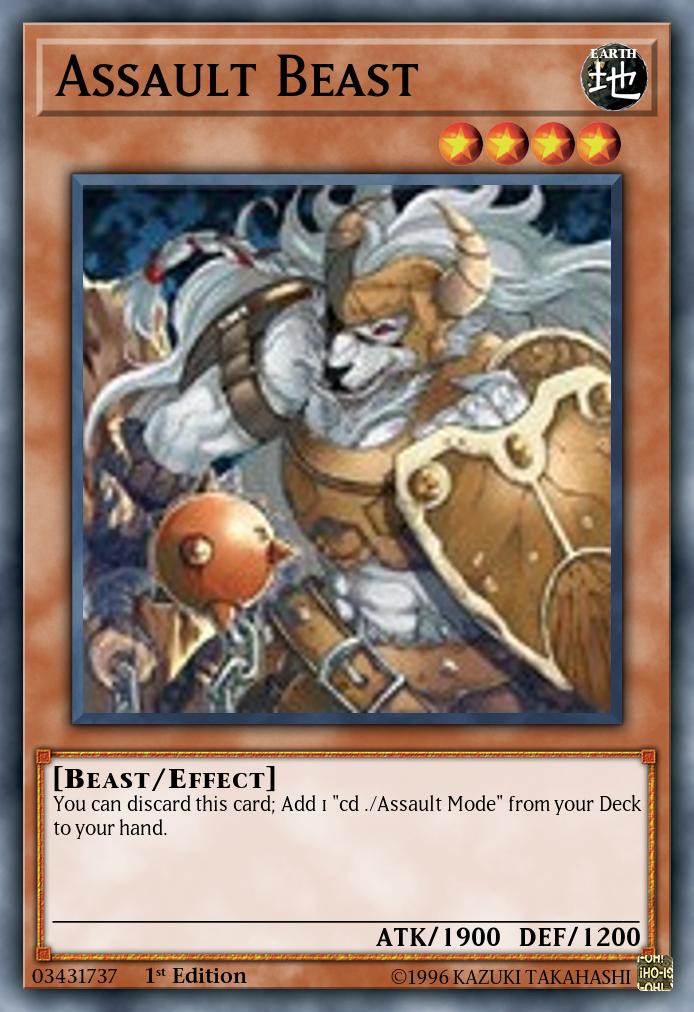 Assault Beast
EARTH
地
[Beast/Effect]
You can discard this card; Add 1 "cd ./Assault Mode" from your Deck
to your hand.
ATK/1900 DEF/1200
03431737 1st Edition ©1996 KAZUKI TAKAHASHI